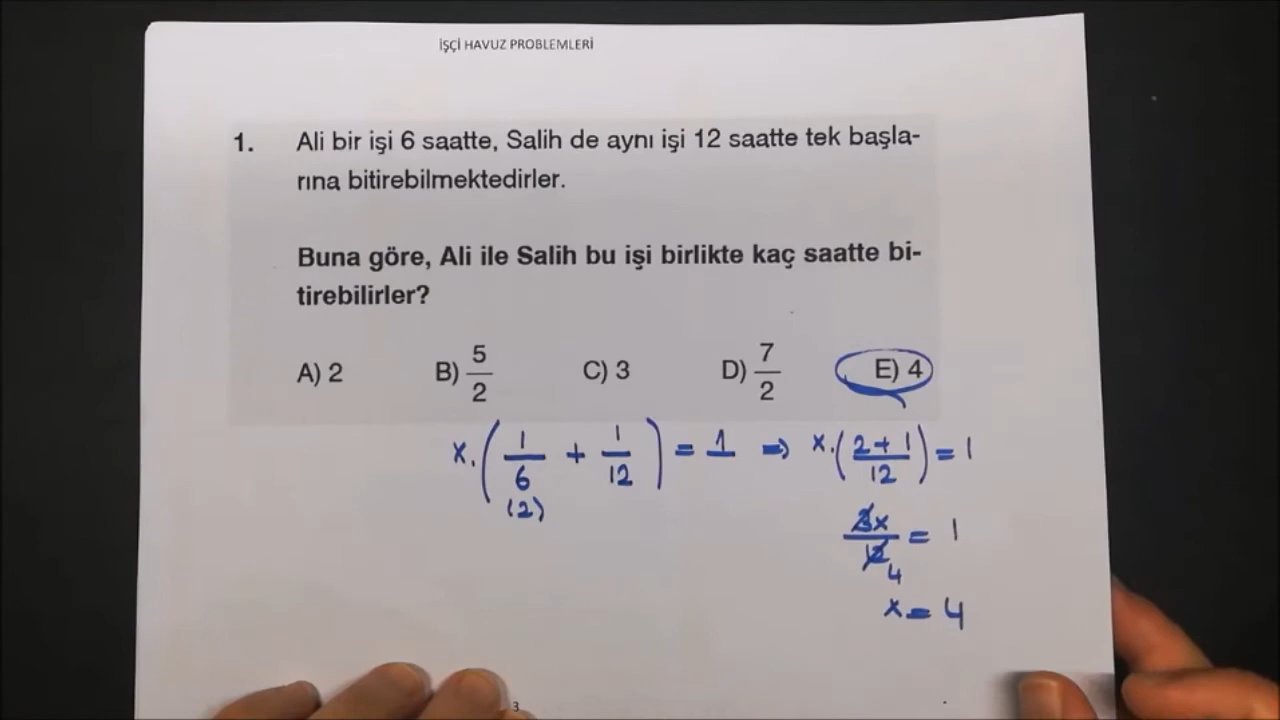 İŞÇİ HAVUZ PROBLEMLERİ
1. Ali bir işi 6 saatte, Salih de aynı işi 12 saatte tek başla-
rına bitirebilmektedirler.
Buna göre, Ali ile Salih bu işi birlikte kaç saatte bi-
tirebilirler?
A) 2 B) 5/2 C) 3 D) 7/2 E) 4
x.(1/6 + 1/12) = 1 ⇒ x.(2+1/12) = 1
(2)
3x/12 = 1
4
x = 4
3